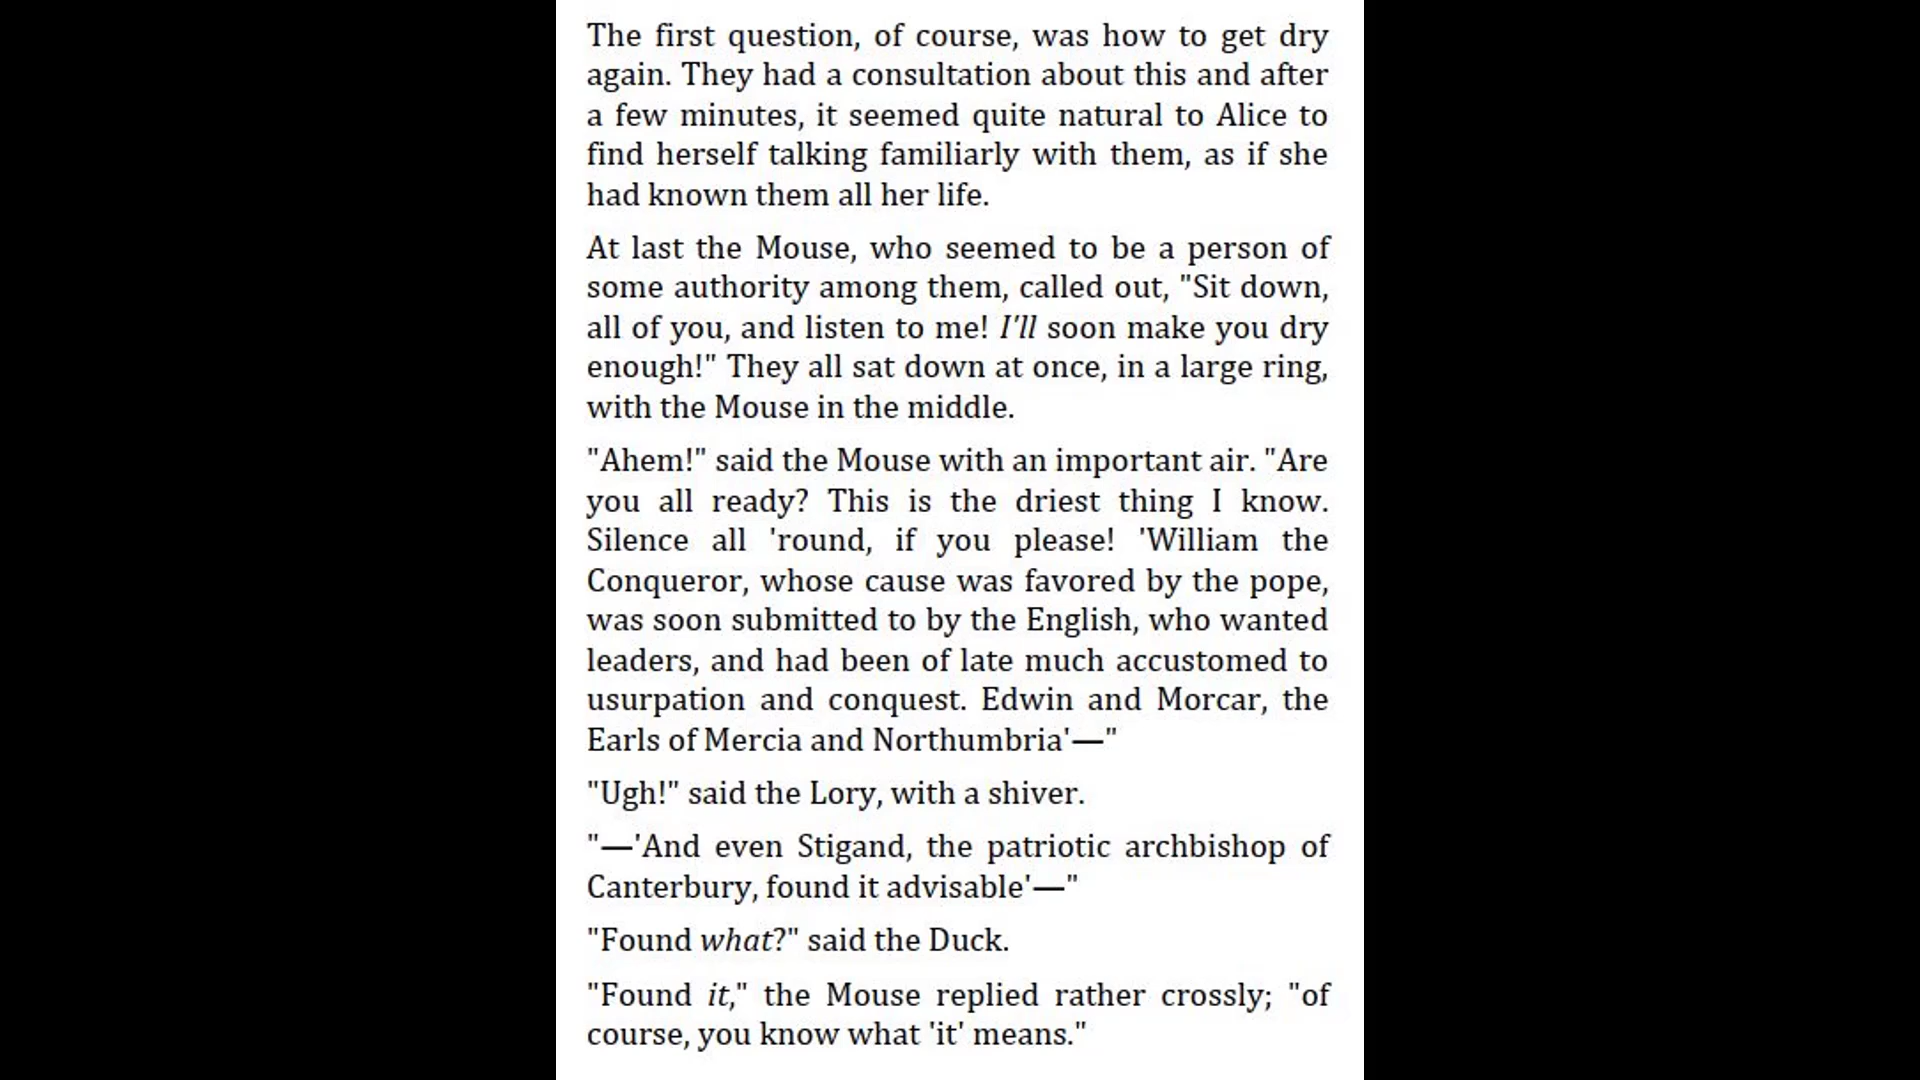 The first question, of course, was how to get dry
again. They had a consultation about this and after
a few minutes, it seemed quite natural to Alice to
find herself talking familiarly with them, as if she
had known them all her life.
At last the Mouse, who seemed to be a person of
some authority among them, called out, "Sit down,
all of you, and listen to me! I'll soon make you dry
enough!" They all sat down at once, in a large ring,
with the Mouse in the middle.
"Ahem!" said the Mouse with an important air. "Are
you all ready? This is the driest thing I know.
Silence all 'round, if you please! 'William the
Conqueror, whose cause was favored by the pope,
was soon submitted to by the English, who wanted
leaders, and had been of late much accustomed to
usurpation and conquest. Edwin and Morcar, the
Earls of Mercia and Northumbria'—"
"Ugh!" said the Lory, with a shiver.
"—'And even Stigand, the patriotic archbishop of
Canterbury, found it advisable'—"
"Found what?" said the Duck.
"Found it," the Mouse replied rather crossly; "of
course, you know what 'it' means."